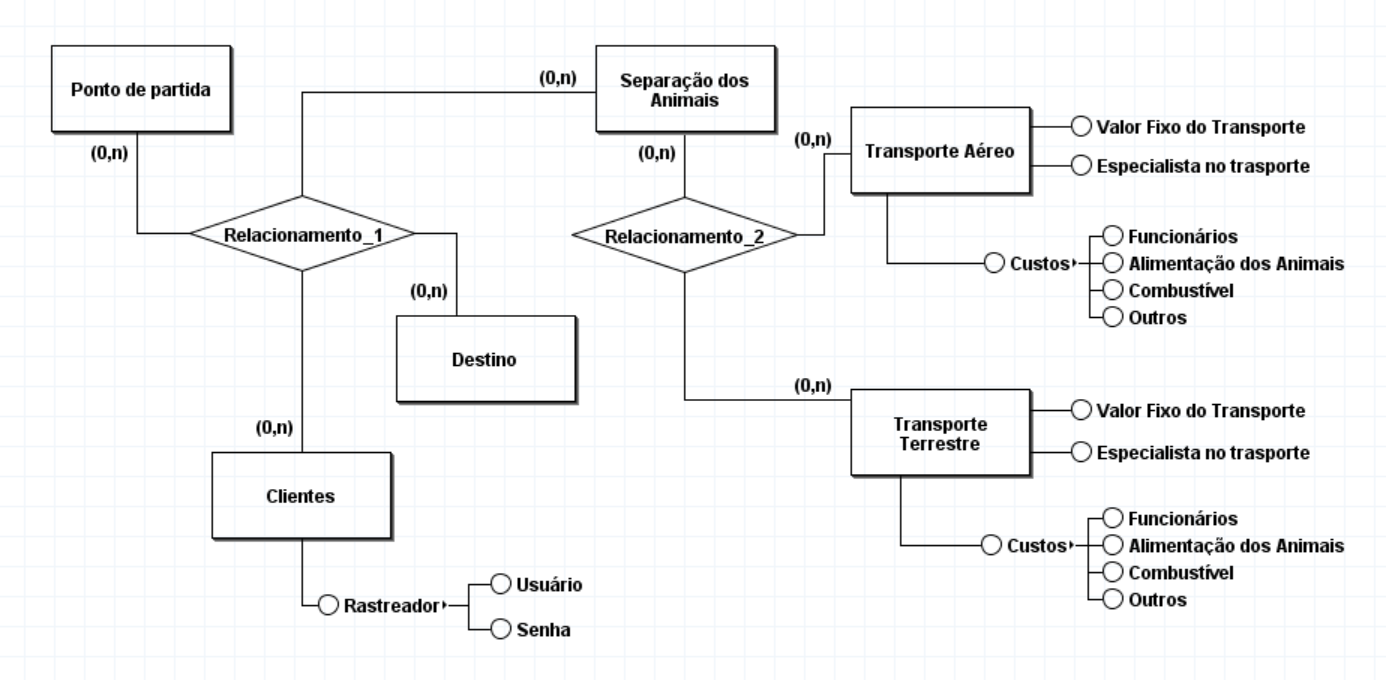 Ponto de partida
(0,n)
(0,n)
Separação dos
Animais
(0,n)
(0,n)
Transporte Aéreo
Valor Fixo do Transporte
Especialista no trasporte
Custos
Funcionários
Alimentação dos Animais
Combustível
Outros
Relacionamento_1
Relacionamento_2
(0,n)
Destino
(0,n)
Transporte
Terrestre
Valor Fixo do Transporte
Especialista no trasporte
Custos
Funcionários
Alimentação dos Animais
Combustível
Outros
(0,n)
Clientes
Rastreador
Usuário
Senha